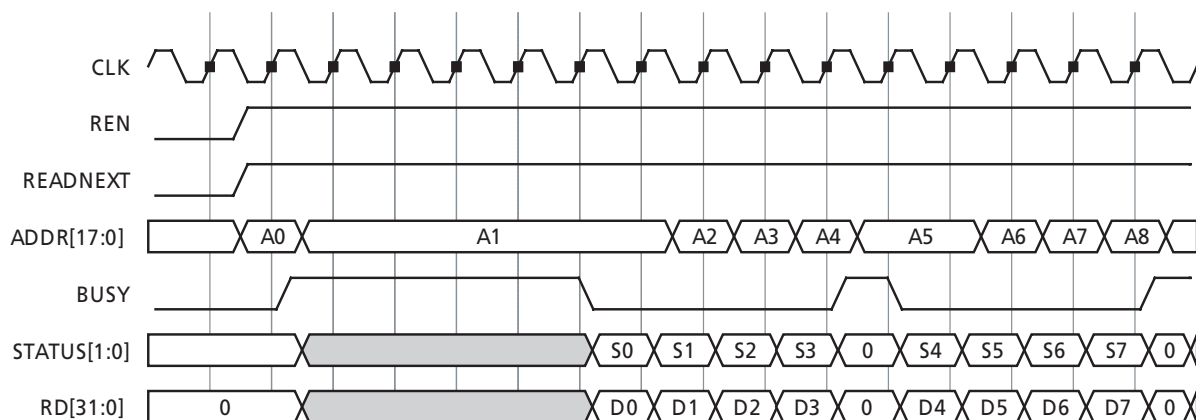 CLK
REN
READNEXT
ADDR[17:0] A0 A1 A2 A3 A4 A5 A6 A7 A8
BUSY
STATUS[1:0] S0 S1 S2 S3 0 S4 S5 S6 S7 0
RD[31:0] 0 D0 D1 D2 D3 0 D4 D5 D6 D7 0